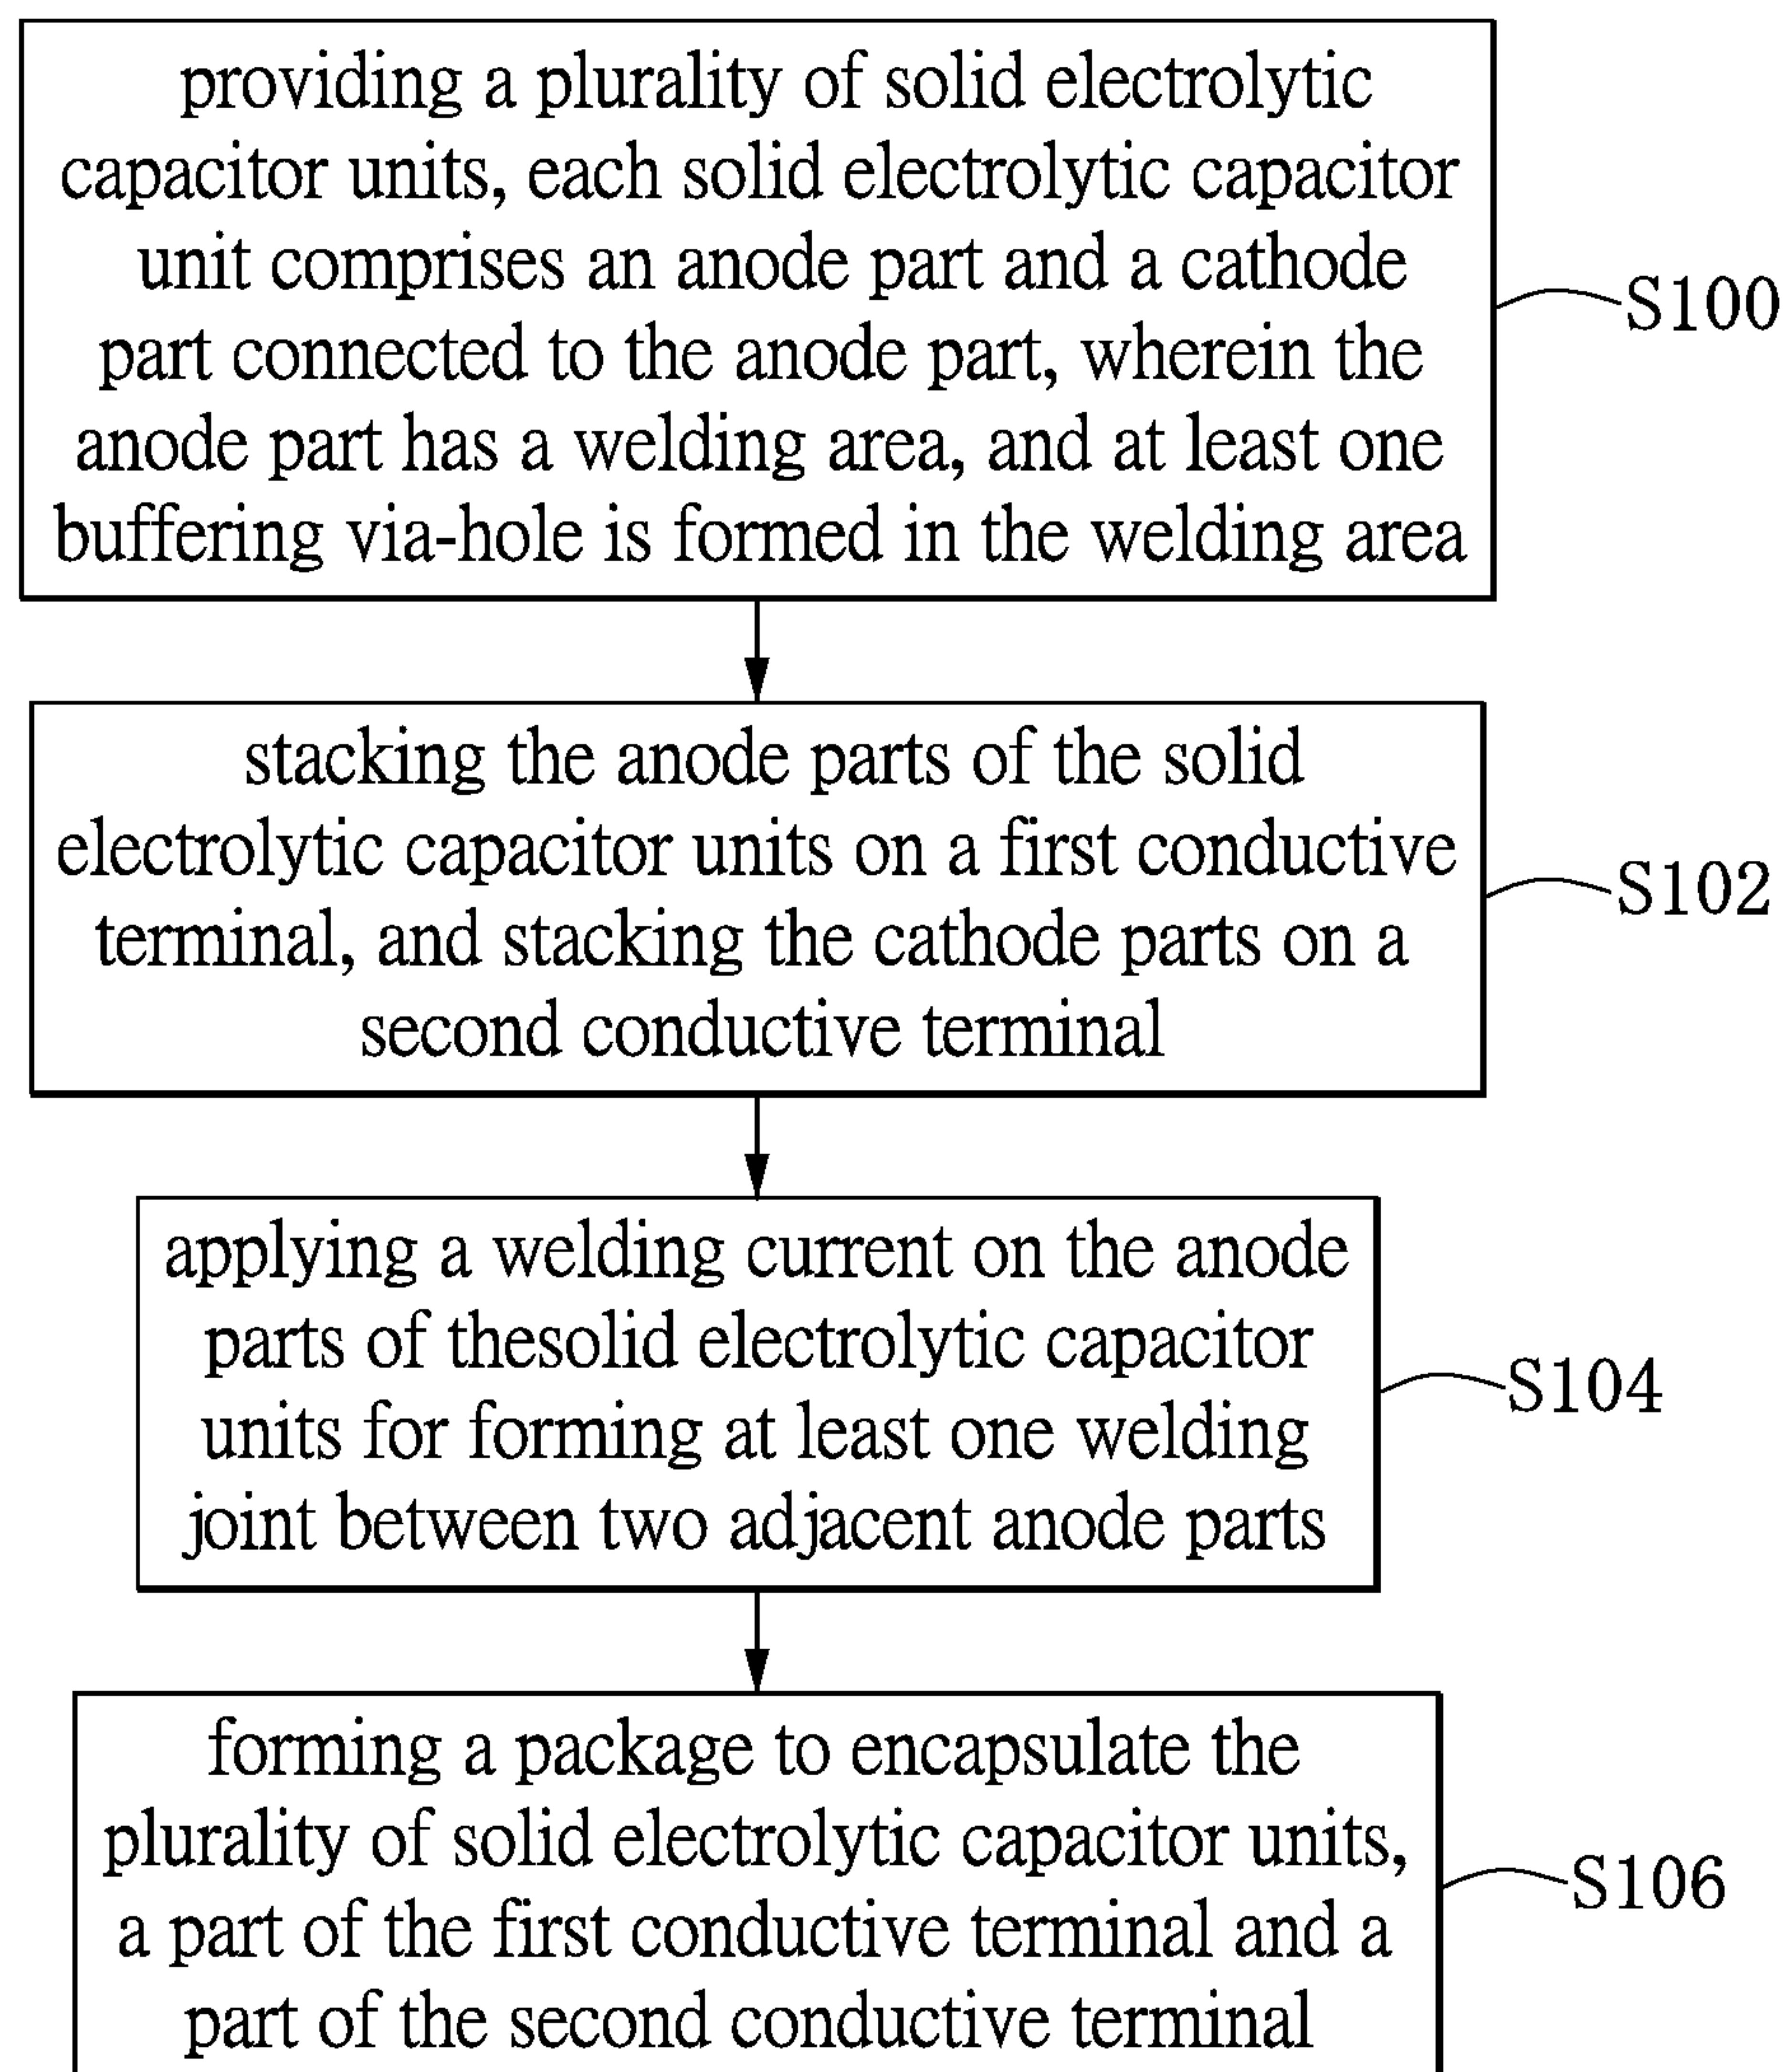 providing a plurality of solid electrolytic
capacitor units, each solid electrolytic capacitor
unit comprises an anode part and a cathode
part connected to the anode part, wherein the
anode part has a welding area, and at least one
buffering via-hole is formed in the welding area
S100
stacking the anode parts of the solid
electrolytic capacitor units on a first conductive
terminal, and stacking the cathode parts on a
second conductive terminal
S102
applying a welding current on the anode
parts of thesolid electrolytic capacitor
units for forming at least one welding
joint between two adjacent anode parts
S104
forming a package to encapsulate the
plurality of solid electrolytic capacitor units,
a part of the first conductive terminal and a
part of the second conductive terminal
S106